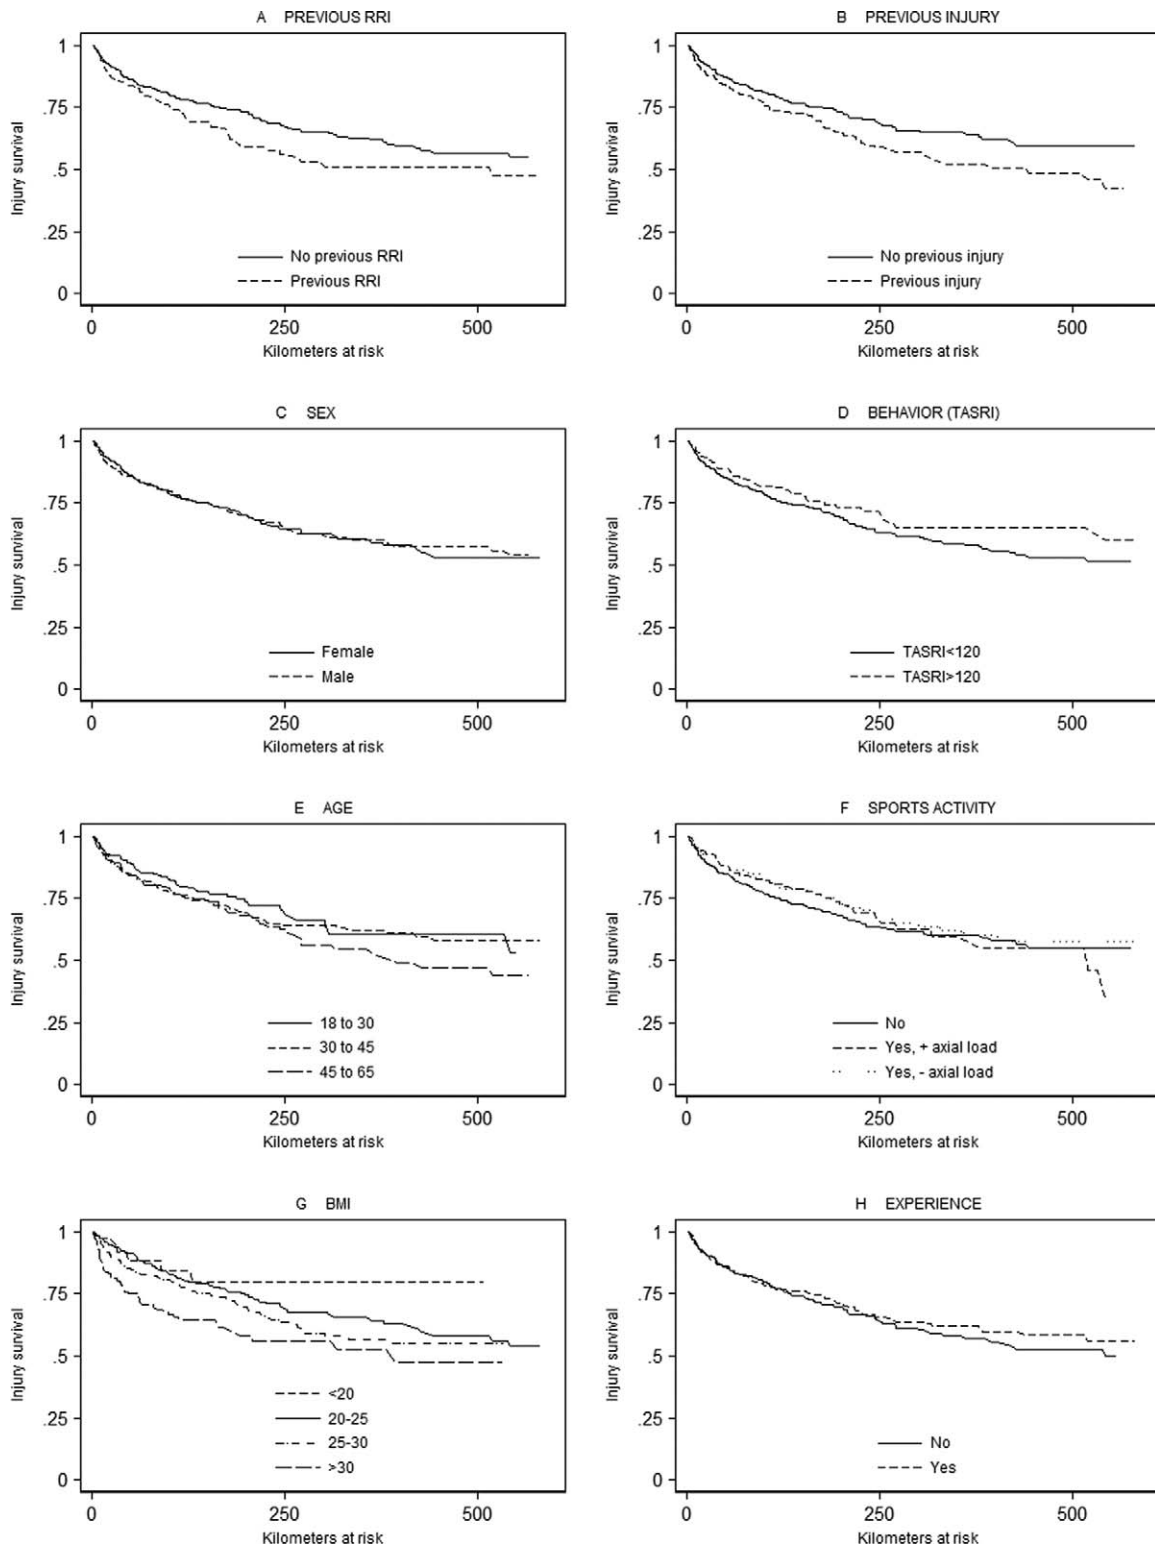 A PREVIOUS RRI
Injury survival
1
.75
.5
.25
0
No previous RRI
Previous RRI
0 250 500
Kilometers at risk
B PREVIOUS INJURY
Injury survival
1
.75
.5
.25
0
No previous injury
Previous injury
0 250 500
Kilometers at risk
C SEX
Injury survival
1
.75
.5
.25
0
Female
Male
0 250 500
Kilometers at risk
D BEHAVIOR (TASRI)
Injury survival
1
.75
.5
.25
0
TASRI<120
TASRI>120
0 250 500
Kilometers at risk
E AGE
Injury survival
1
.75
.5
.25
0
18 to 30
30 to 45
45 to 65
0 250 500
Kilometers at risk
F SPORTS ACTIVITY
Injury survival
1
.75
.5
.25
0
No
Yes, + axial load
Yes, - axial load
0 250 500
Kilometers at risk
G BMI
Injury survival
1
.75
.5
.25
0
<20
20-25
25-30
>30
0 250 500
Kilometers at risk
H EXPERIENCE
Injury survival
1
.75
.5
.25
0
No
Yes
0 250 500
Kilometers at risk